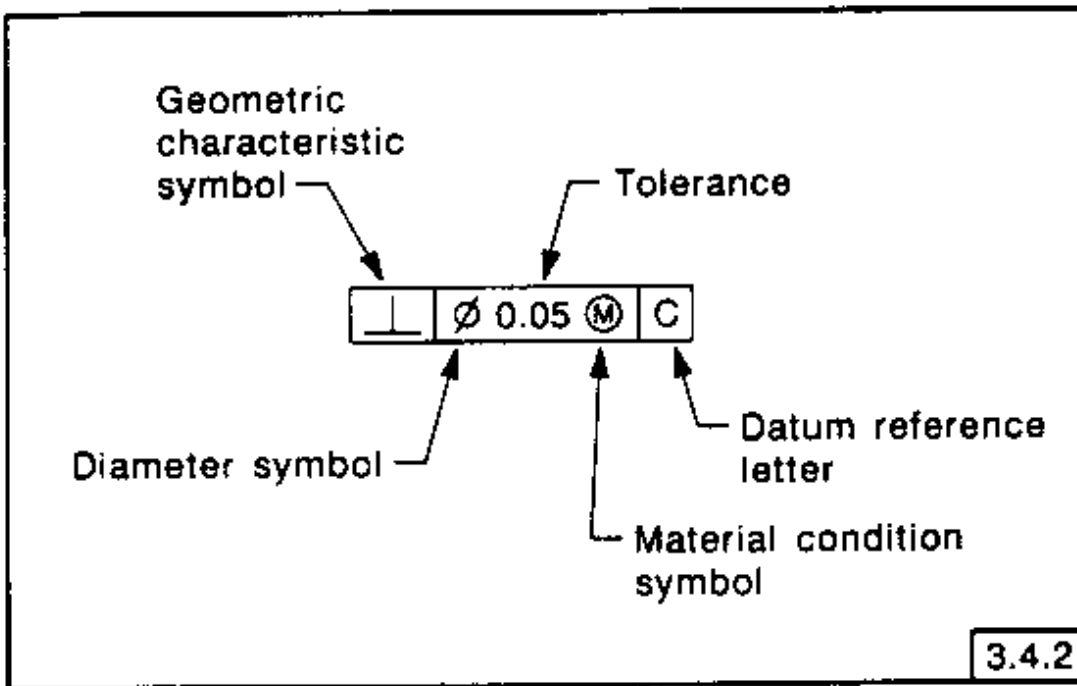 Geometric
characteristic
symbol
Tolerance
⊥ Ø 0.05 Ⓜ C
Diameter symbol
Datum reference
letter
Material condition
symbol
3.4.2